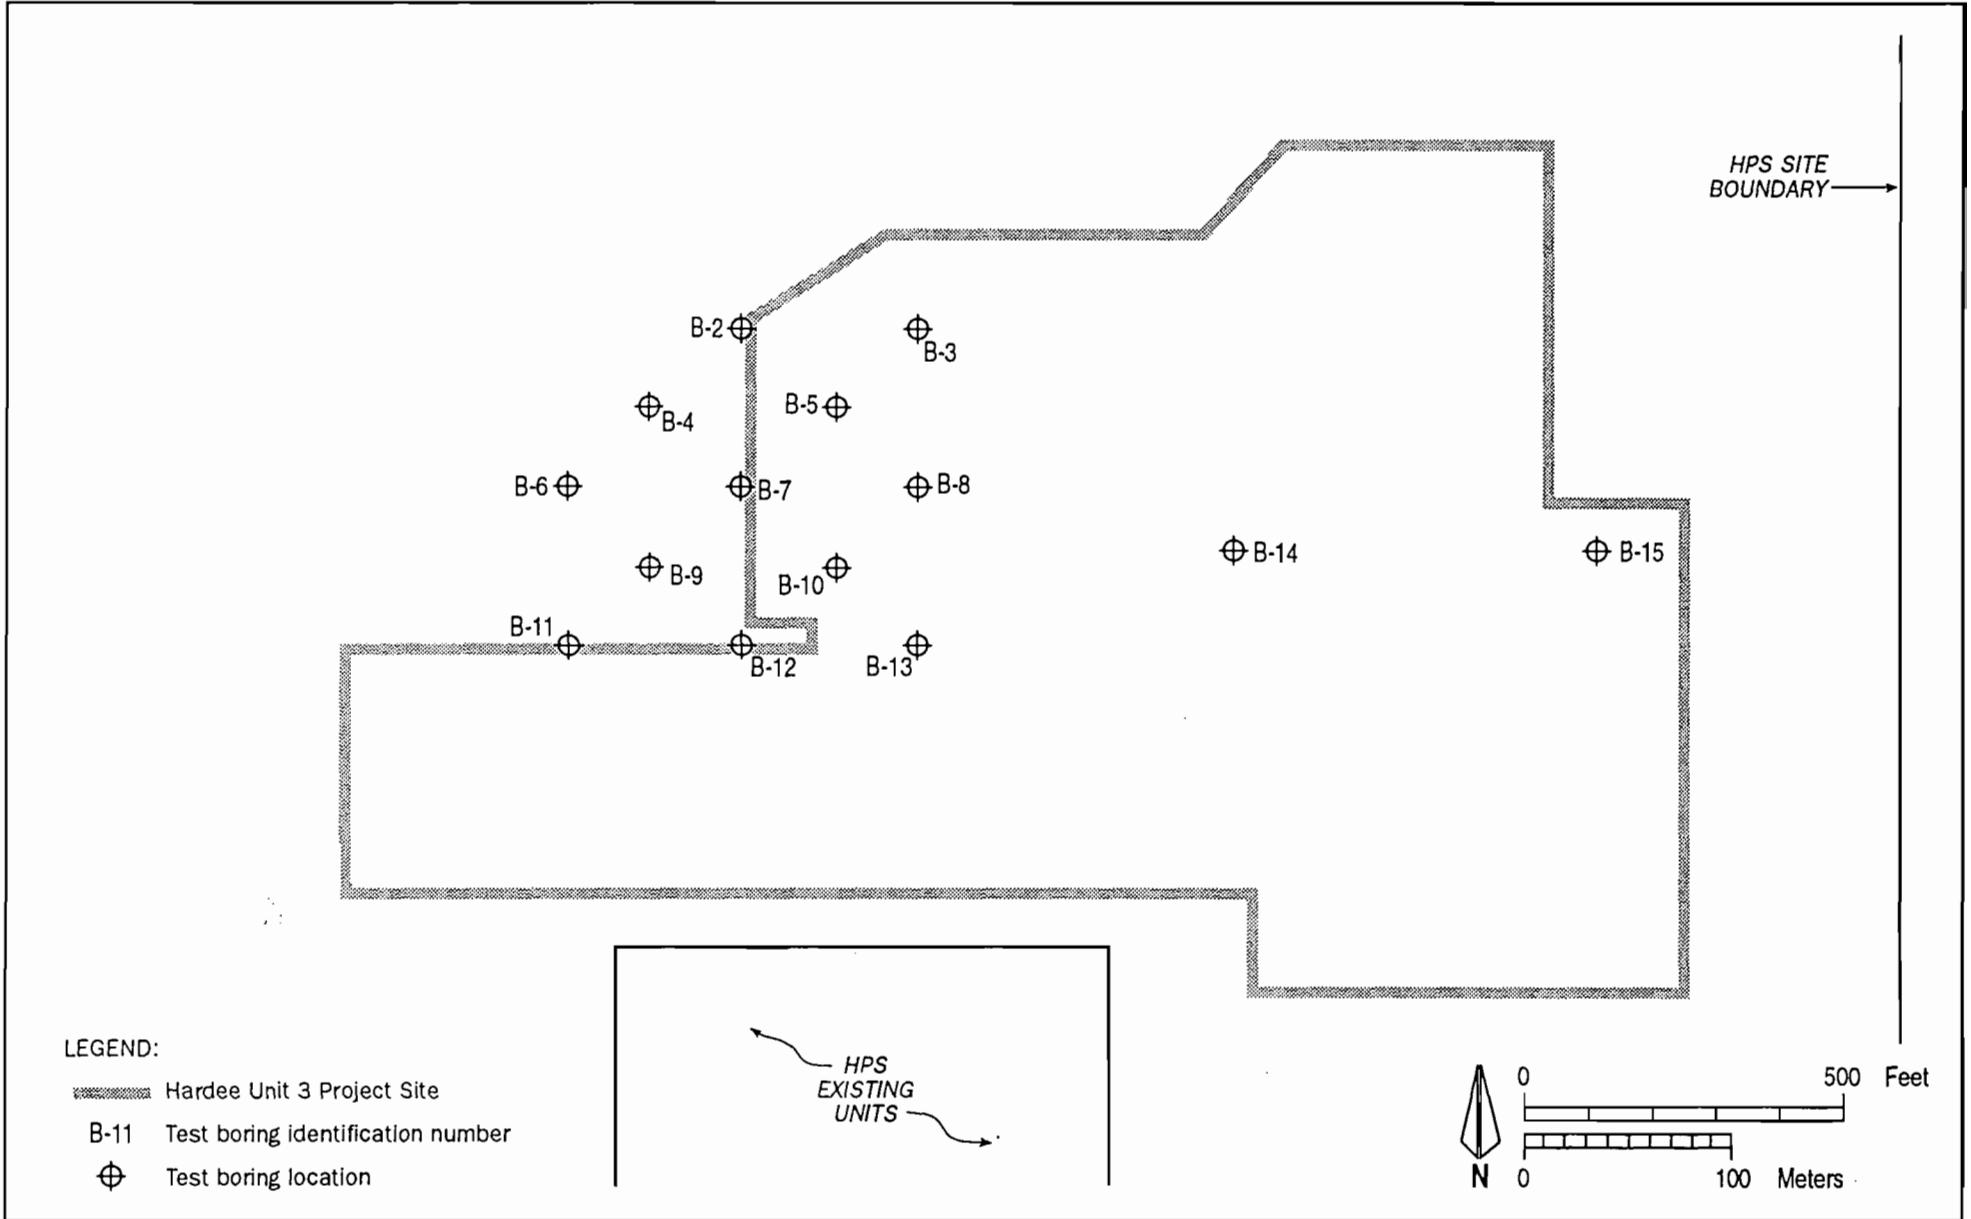 HPS SITE
BOUNDARY
B-2
B-3
B-4
B-5
B-6
B-7
B-8
B-9
B-10
B-14
B-15
B-11
B-12
B-13
LEGEND:
Hardee Unit 3 Project Site
B-11 Test boring identification number
Test boring location
HPS
EXISTING
UNITS
N
0 500 Feet
0 100 Meters